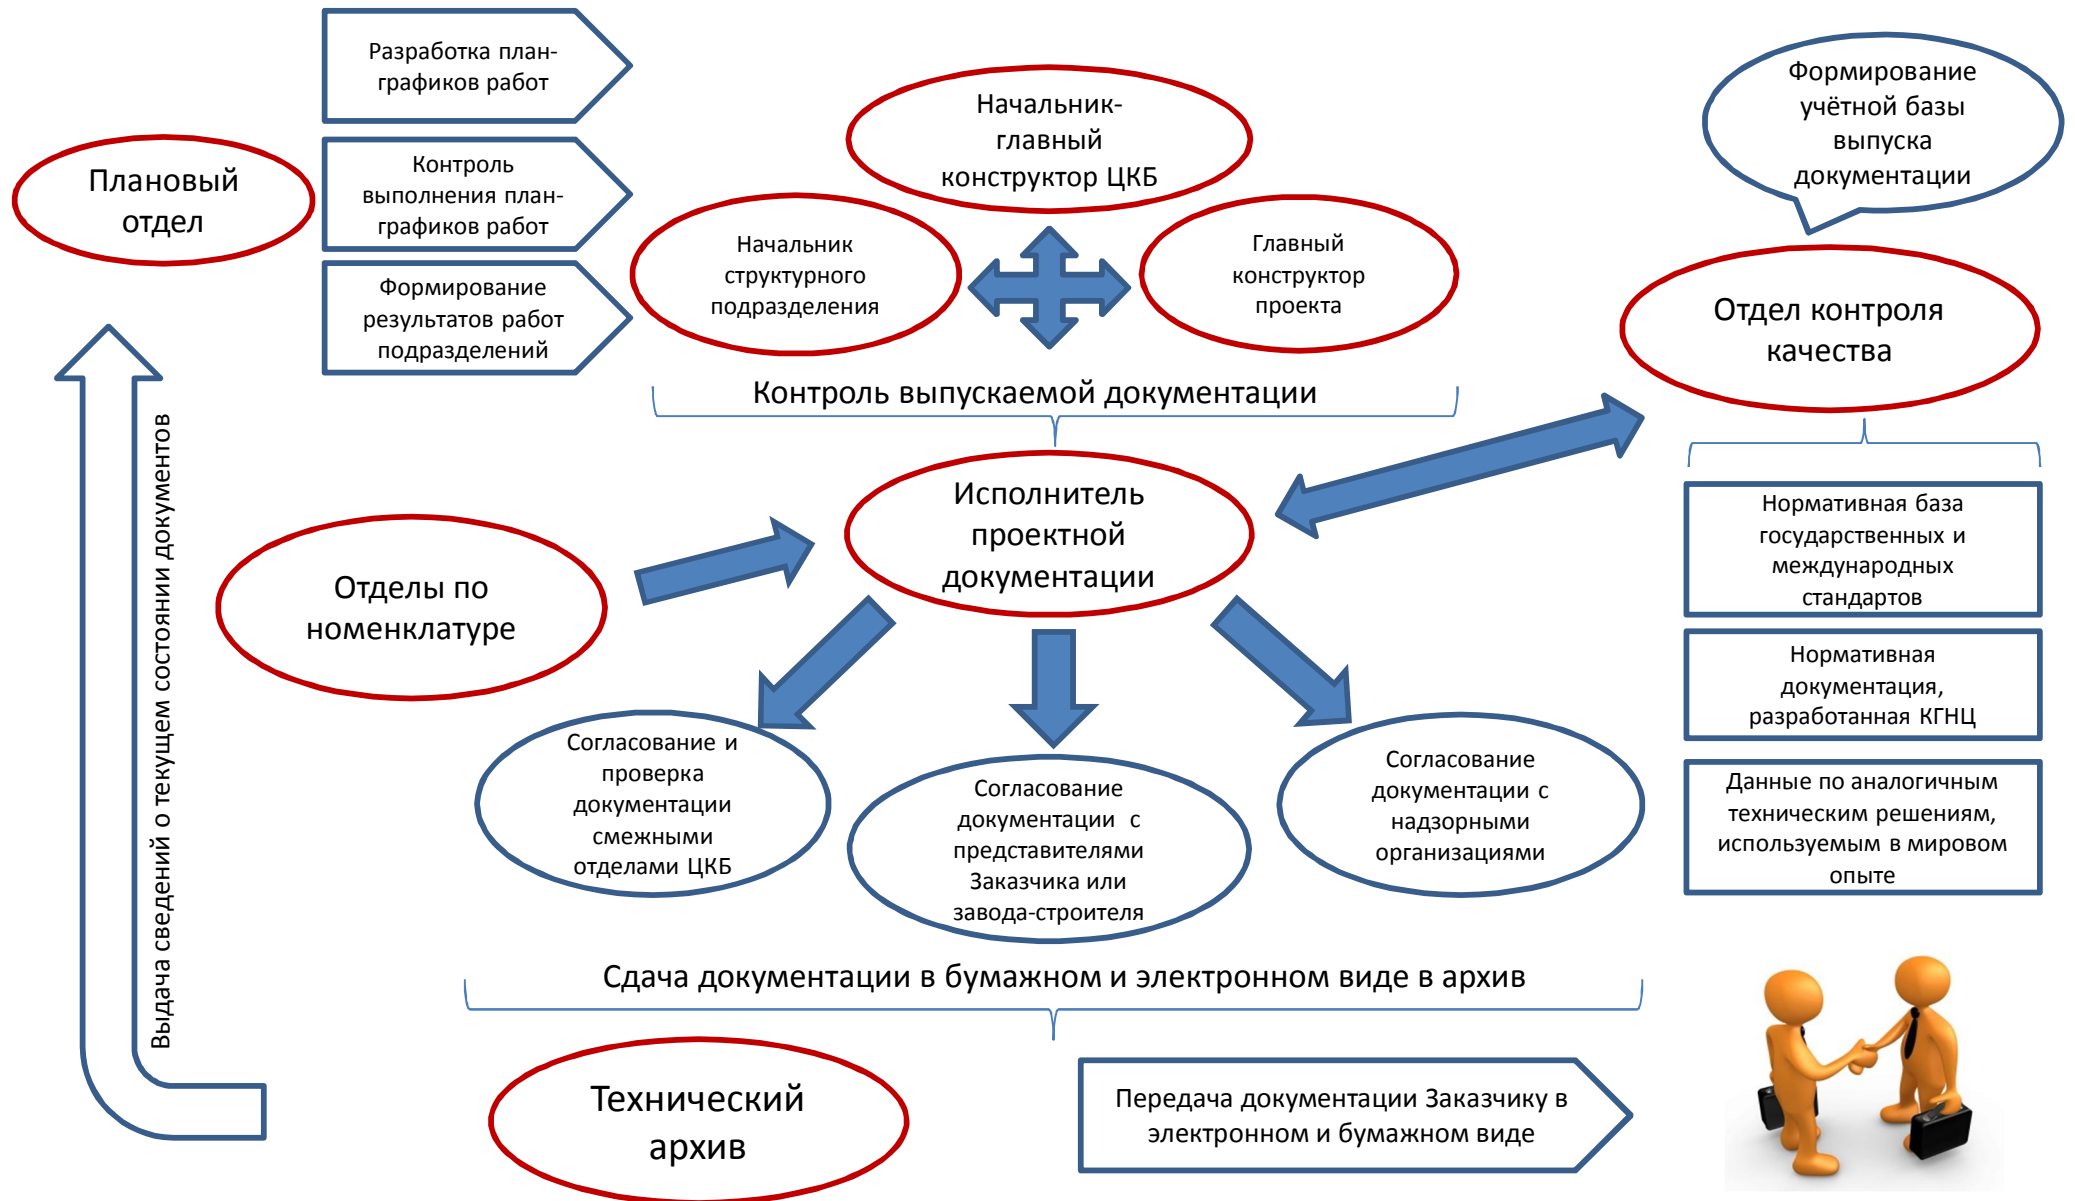 Разработка план-
графиков работ
Плановый
отдел
Контроль
выполнения план-
графиков работ
Формирование
результатов работ
подразделений
Начальник-
главный
конструктор ЦКБ
Начальник
структурного
подразделения
Главный
конструктор
проекта
Формирование
учётной базы
выпуска
документации
Отдел контроля
качества
Контроль выпускаемой документации
Исполнитель
проектной
документации
Отделы по
номенклатуре
Нормативная база
государственных и
международных
стандартов
Нормативная
документация,
разработанная КГНЦ
Данные по аналогичным
техническим решениям,
используемым в мировом
опыте
Согласование и
проверка
документации
смежными
отделами ЦКБ
Согласование
документации с
представителями
Заказчика или
завода-строителя
Согласование
документации с
надзорными
организациями
Выдача сведений о текущем состоянии документов
Сдача документации в бумажном и электронном виде в архив
Технический
архив
Передача документации Заказчику в
электронном и бумажном виде